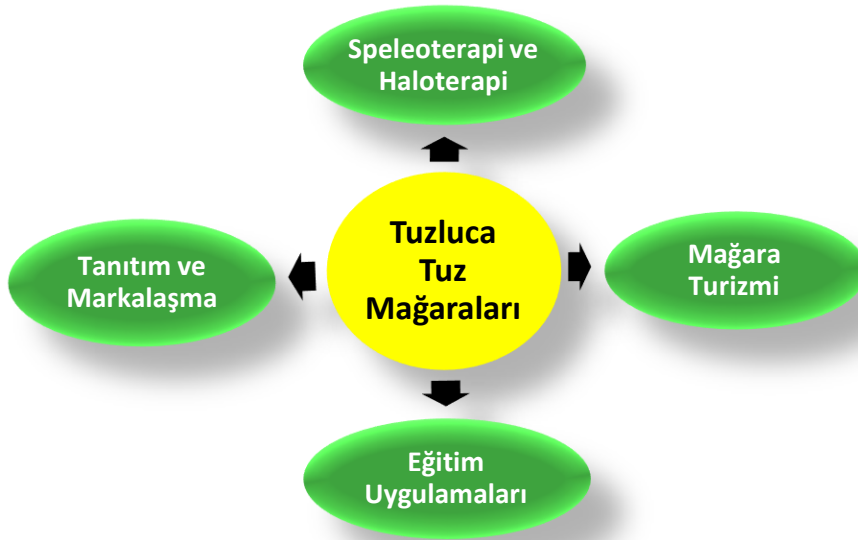 Speleoterapi ve
Haloterapi
Tanıtım ve
Markalaşma
Tuzluca
Tuz
Mağaraları
Mağara
Turizmi
Eğitim
Uygulamaları